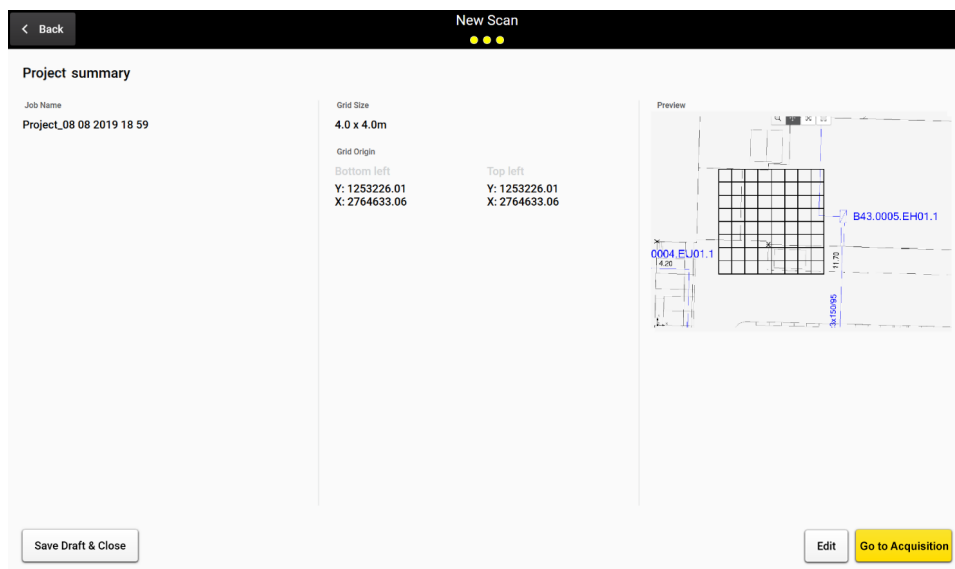 Back
New Scan
Project summary
Job Name
Project_08 08 2019 18 59
Grid Size
4.0 x 4.0m
Grid Origin
Bottom left
Y: 1253226.01
X: 2764633.06
Top left
Y: 1253226.01
X: 2764633.06
Preview
B43.0005.EH01.1
0004.EU01.1
4.20
11.70
3x150/95
Save Draft & Close
Edit
Go to Acquisition